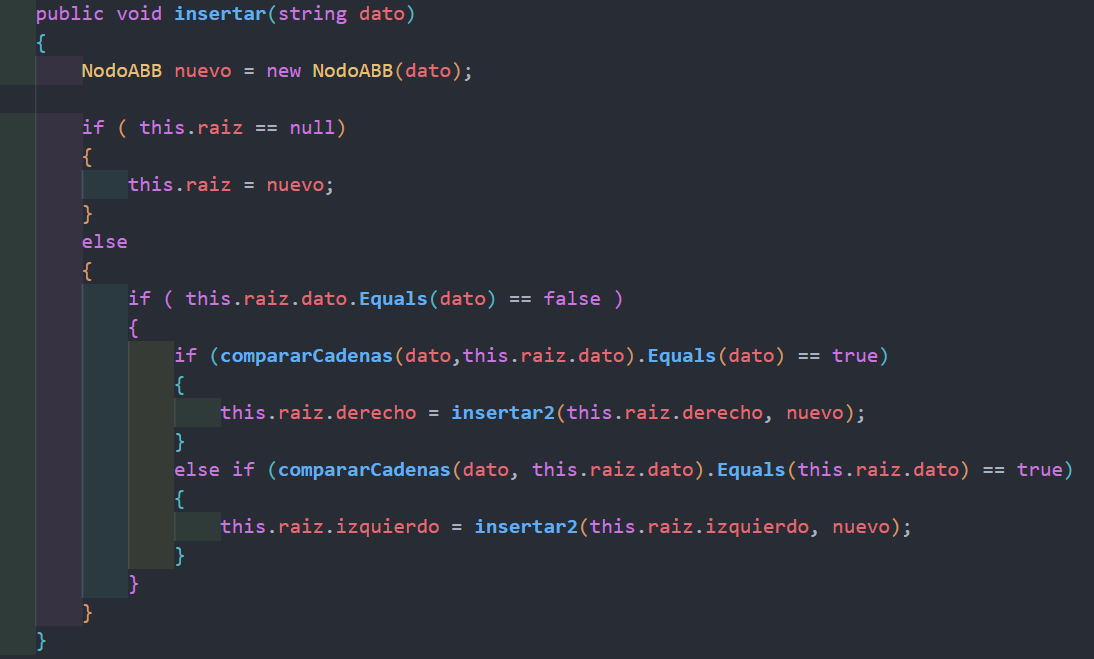 public void insertar(string dato)
{
NodoABB nuevo = new NodoABB(dato);
if ( this.raiz == null)
{
this.raiz = nuevo;
}
else
{
if ( this.raiz.dato.Equals(dato) == false )
{
if (compararCadenas(dato,this.raiz.dato).Equals(dato) == true)
{
this.raiz.derecho = insertar2(this.raiz.derecho, nuevo);
}
else if (compararCadenas(dato, this.raiz.dato).Equals(this.raiz.dato) == true)
{
this.raiz.izquierdo = insertar2(this.raiz.izquierdo, nuevo);
}
}
}
}